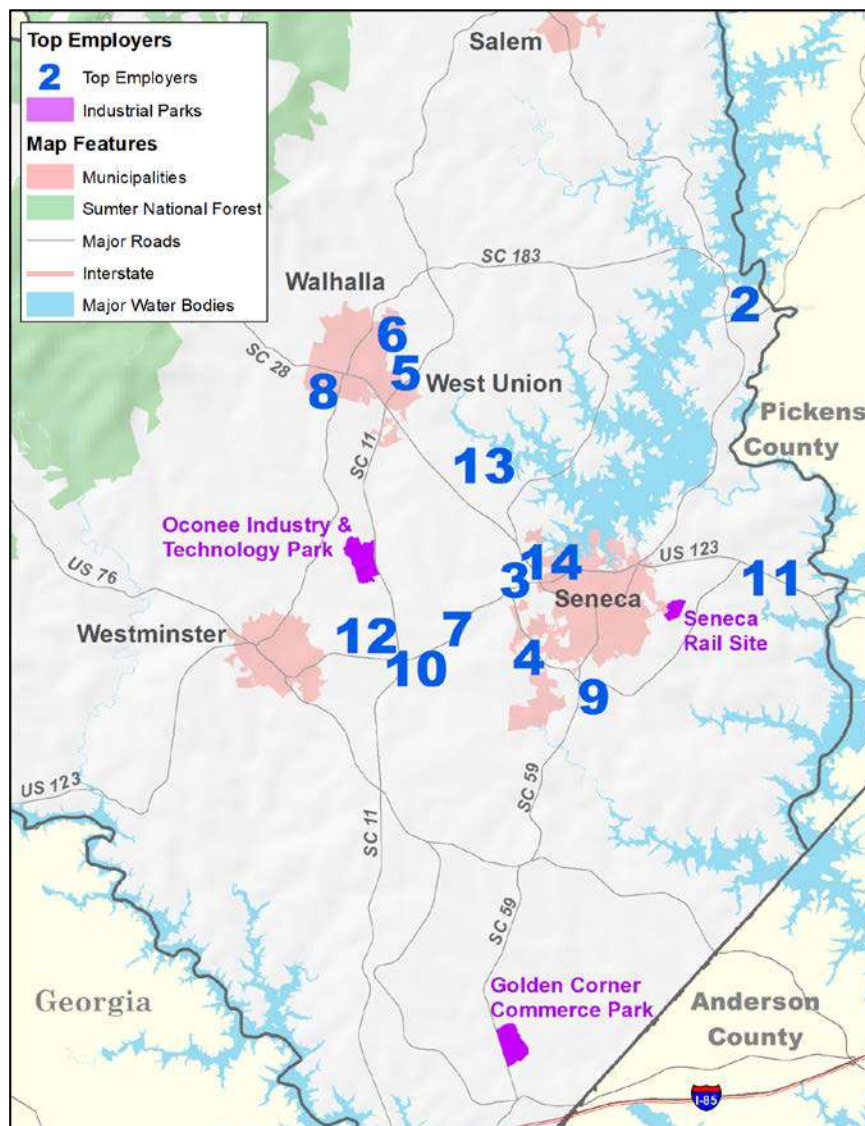 Top Employers
2 Top Employers
Industrial Parks
Map Features
Municipalities
Sumter National Forest
Major Roads
Interstate
Major Water Bodies
Salem
SC 183
Walhalla
2
6
SC 28
5
8
West Union
Pickens
County
SC 11
13
Oconee Industry &
Technology Park
14
US 123
11
3
US 76
Seneca
Seneca
Rail Site
Westminster
12
7
10
4
9
US 123
SC 59
SC 11
SC 59
Golden Corner
Commerce Park
Georgia
Anderson
County
I-85